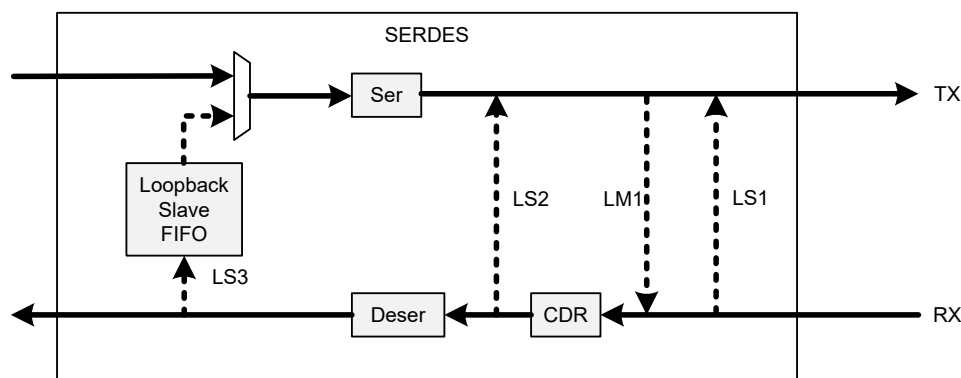 SERDES
Ser
TX
Loopback
Slave
FIFO
LS2
LM1
LS1
LS3
Deser
CDR
RX